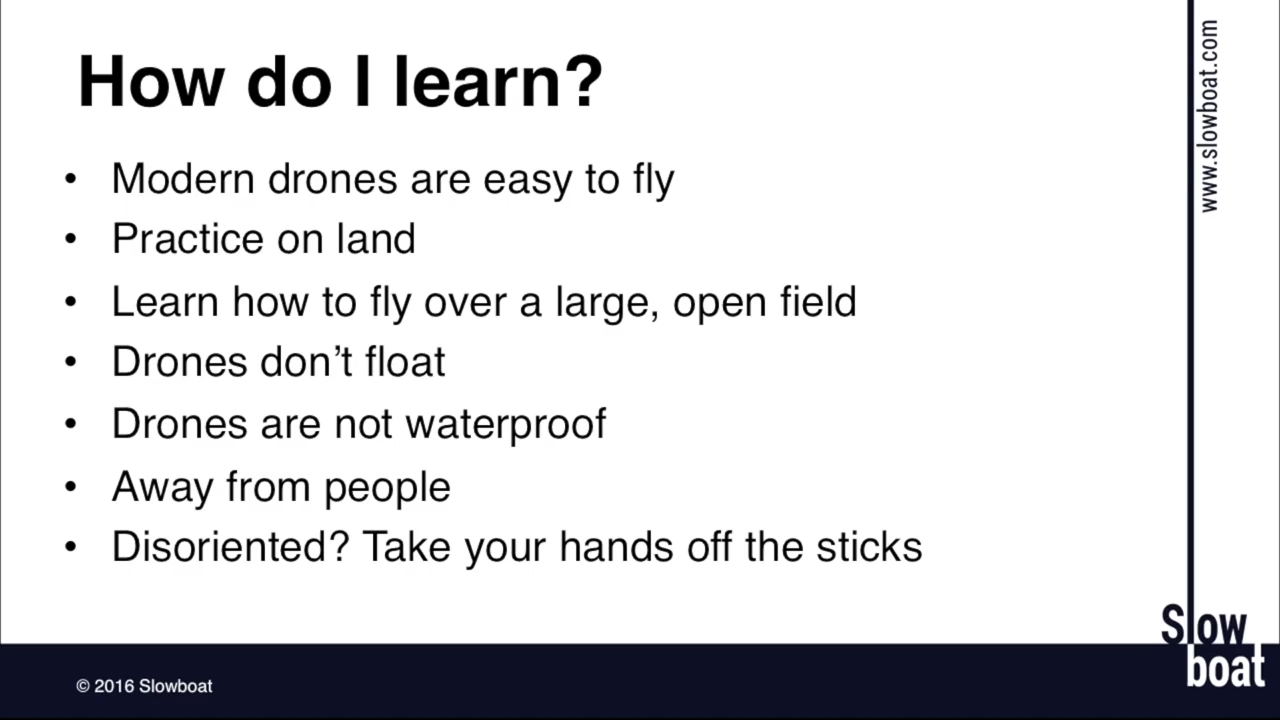 How do I learn?
• Modern drones are easy to fly
• Practice on land
• Learn how to fly over a large, open field
• Drones don’t float
• Drones are not waterproof
• Away from people
• Disoriented? Take your hands off the sticks
www.slowboat.com
Slow
boat
© 2016 Slowboat